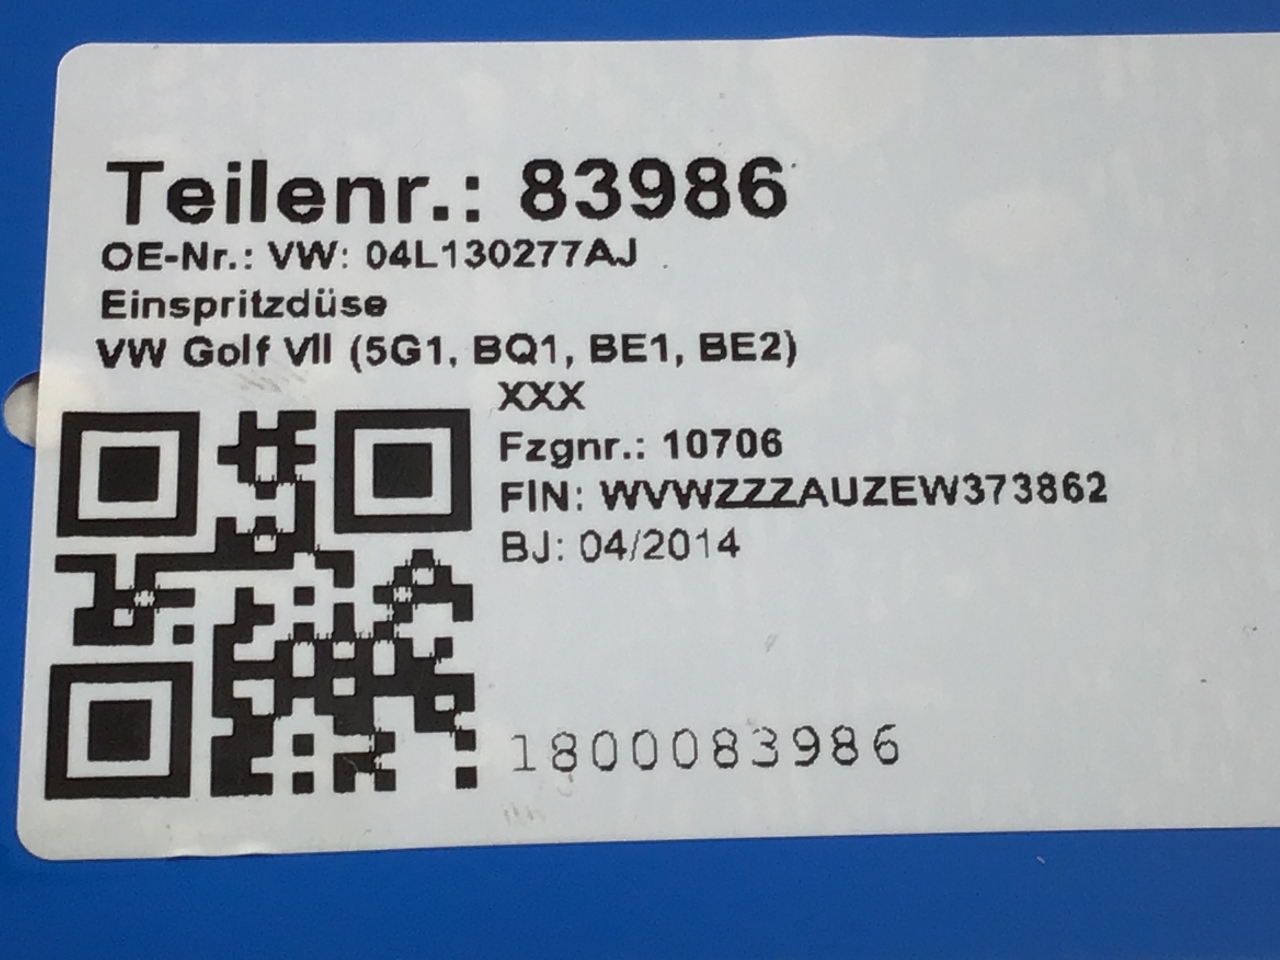 Teilenr.: 83986
OE-Nr.: VW: 04L130277AJ
Einspritzdüse
VW Golf VII (5G1, BQ1, BE1, BE2)
XXX
Fzgnr.: 10706
FIN: WVWZZZAUZEW373862
BJ: 04/2014
1800083986